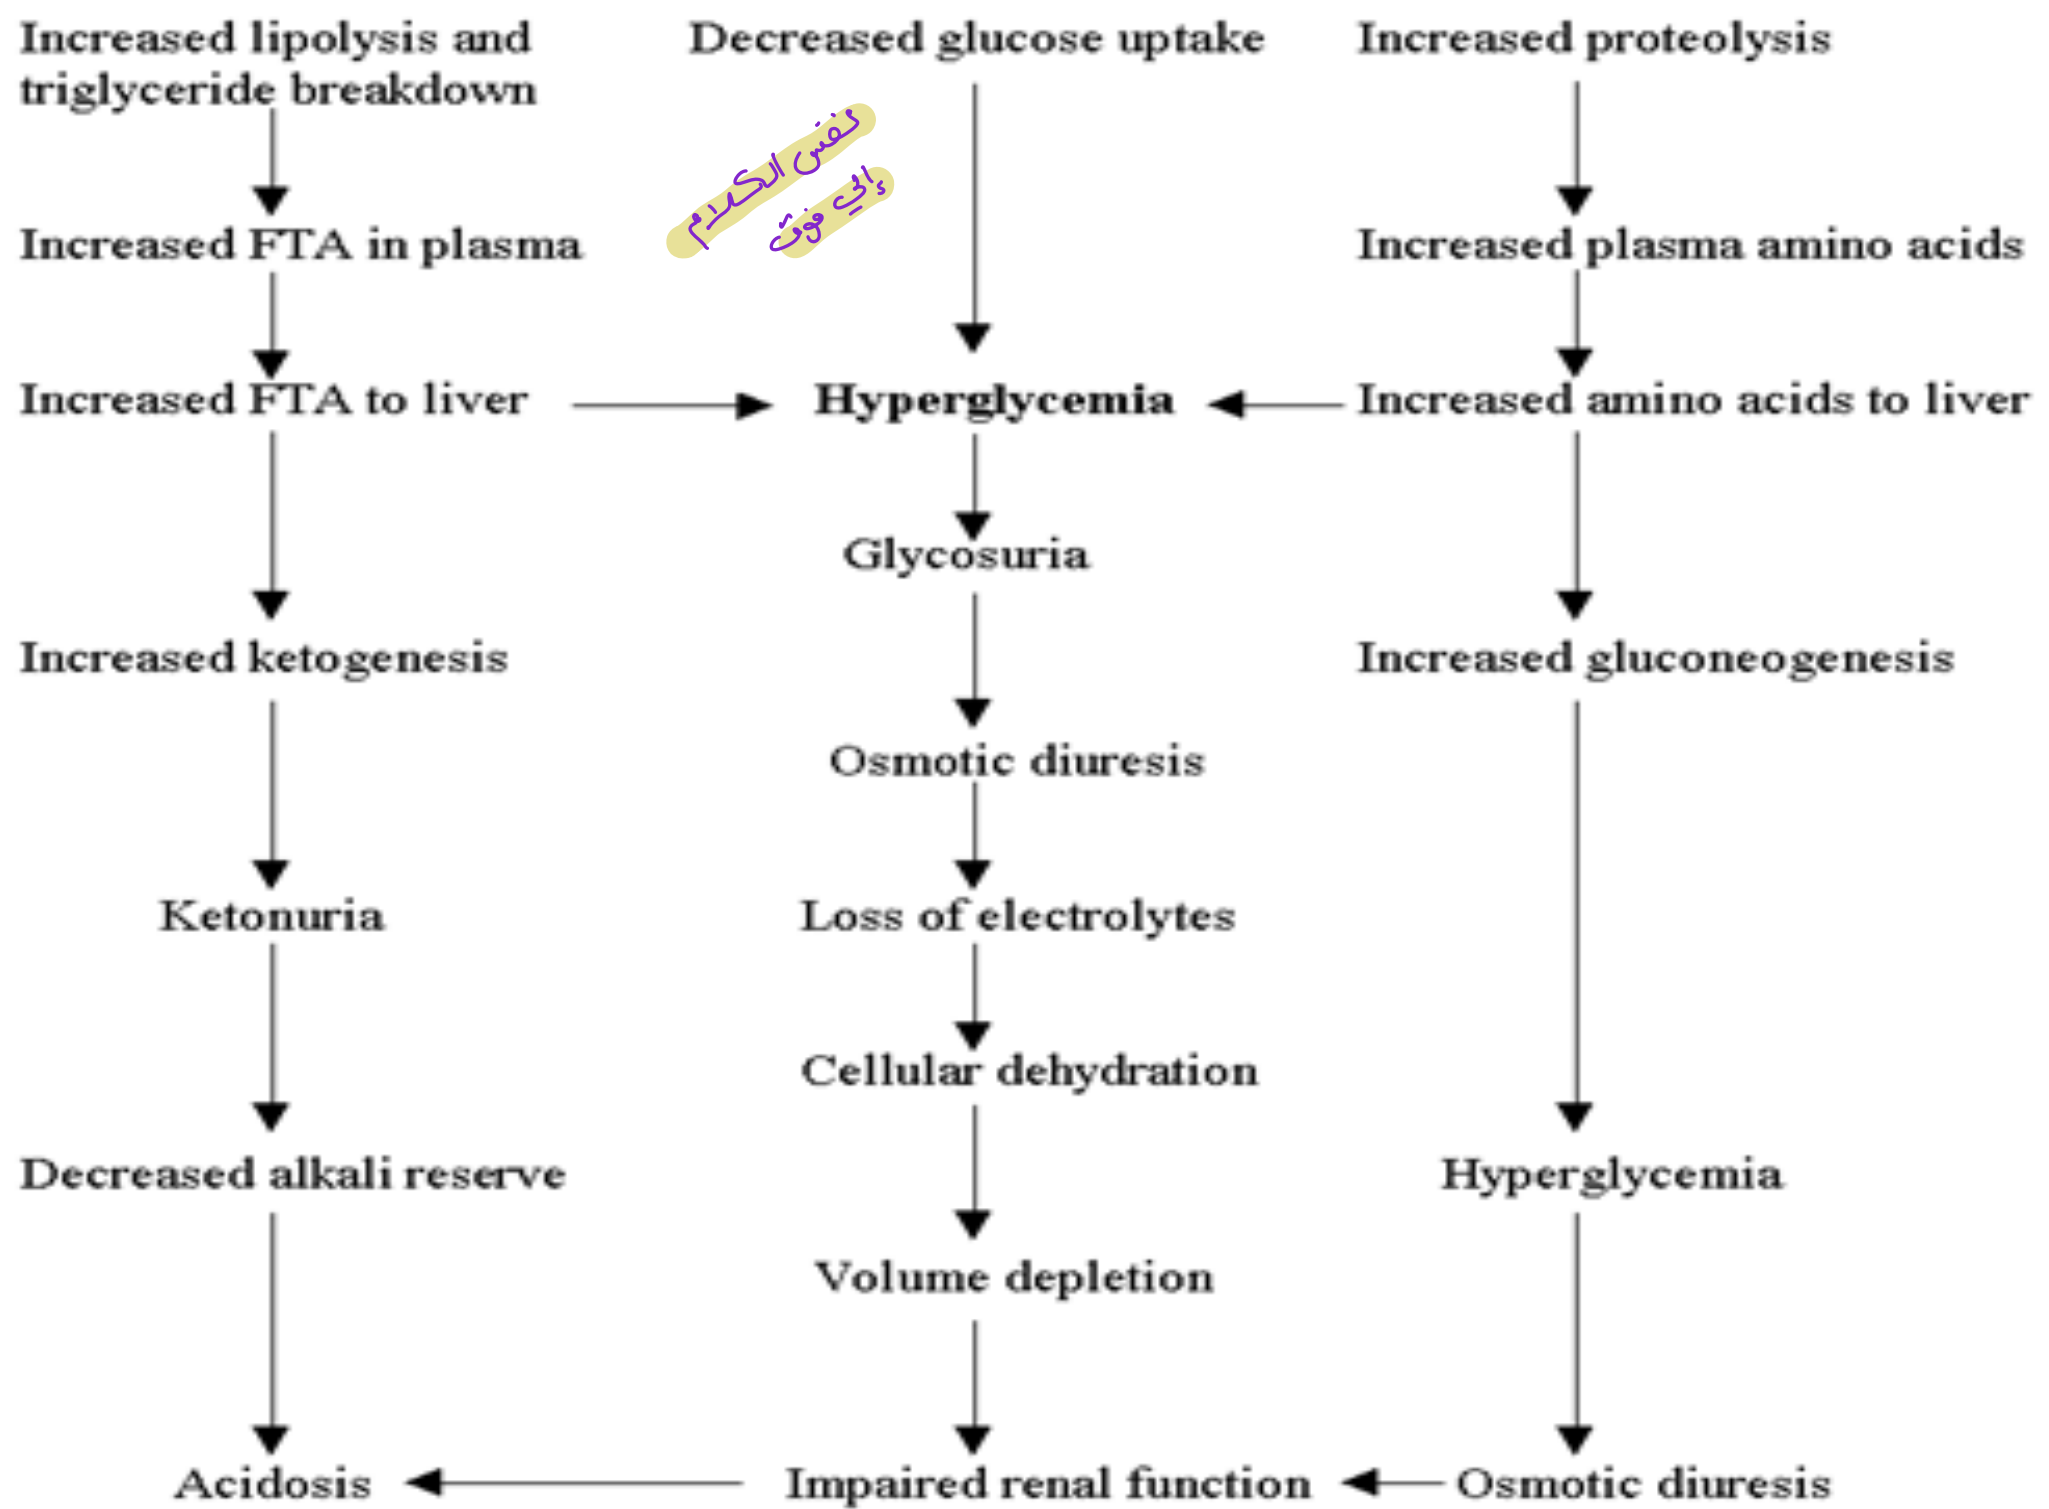 Increased lipolysis and
triglyceride breakdown
Increased FTA in plasma
Increased FTA to liver
Increased ketogenesis
Ketonuria
Decreased alkali reserve
Acidosis
Decreased glucose uptake
نفس الكلام
إلي فوق
Hyperglycemia
Glycosuria
Osmotic diuresis
Loss of electrolytes
Cellular dehydration
Volume depletion
Impaired renal function
Increased proteolysis
Increased plasma amino acids
Increased amino acids to liver
Increased gluconeogenesis
Hyperglycemia
Osmotic diuresis